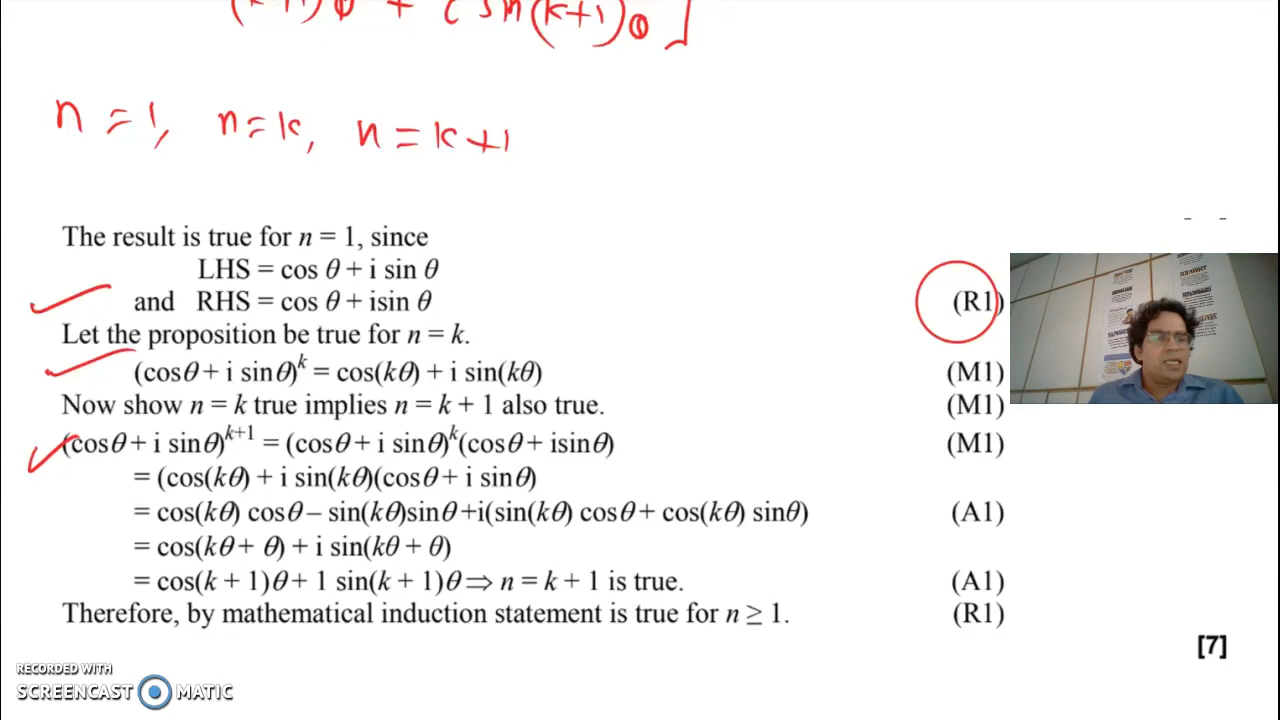 (k+1)θ + i sin(k+1)θ]
n = 1, n = k, n = k+1
The result is true for n = 1, since
LHS = cos θ + i sin θ
and RHS = cos θ + isin θ (R1)
Let the proposition be true for n = k.
(cosθ + i sinθ)^k = cos(kθ) + i sin(kθ) (M1)
Now show n = k true implies n = k + 1 also true. (M1)
(cosθ + i sinθ)^k+1 = (cosθ + i sinθ)^k(cosθ + isinθ) (M1)
= (cos(kθ) + i sin(kθ)(cosθ + i sinθ)
= cos(kθ) cosθ – sin(kθ)sinθ +i(sin(kθ) cosθ + cos(kθ) sinθ) (A1)
= cos(kθ + θ) + i sin(kθ + θ)
= cos(k + 1)θ + 1 sin(k + 1)θ ⇒ n = k + 1 is true. (A1)
Therefore, by mathematical induction statement is true for n ≥ 1. (R1)
[7]
RECORDED WITH
SCREENCAST MATIC